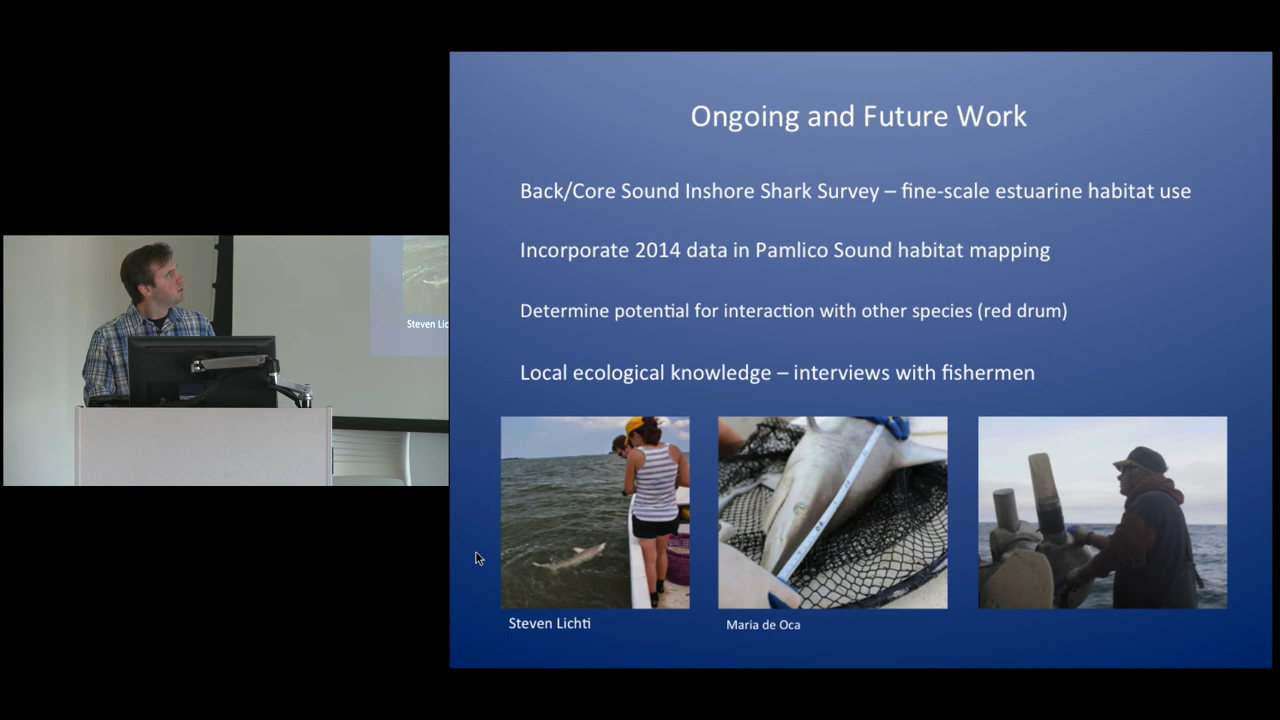 Ongoing and Future Work
Back/Core Sound Inshore Shark Survey – fine-scale estuarine habitat use
Incorporate 2014 data in Pamlico Sound habitat mapping
Determine potential for interaction with other species (red drum)
Local ecological knowledge – interviews with fishermen
Steven Lichti
Maria de Oca
Steven Lic